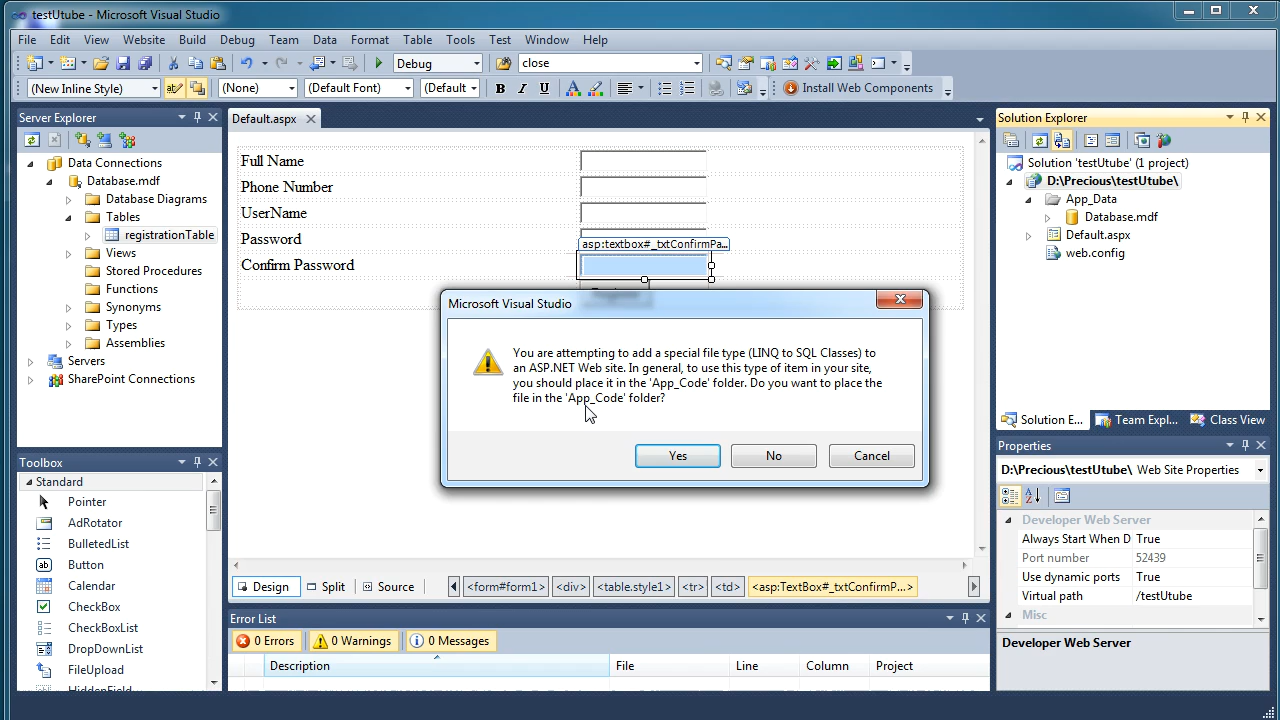 testUtube - Microsoft Visual Studio
File Edit View Website Build Debug Team Data Format Table Tools Test Window Help
Debug close
(New Inline Style) (None) (Default Font) (Default B I U A Install Web Components
Server Explorer
Data Connections
Database.mdf
Database Diagrams
Tables
registrationTable
Views
Stored Procedures
Functions
Synonyms
Types
Assemblies
Servers
SharePoint Connections
Toolbox
Standard
Pointer
AdRotator
BulletedList
Button
Calendar
CheckBox
CheckBoxList
DropDownList
FileUpload
HiddenField
Default.aspx
Full Name
Phone Number
UserName
Password
asp:textbox#_txtConfirmPa...
Confirm Password
Microsoft Visual Studio
You are attempting to add a special file type (LINQ to SQL Classes) to
an ASP.NET Web site. In general, to use this type of item in your site,
you should place it in the 'App_Code' folder. Do you want to place the
file in the 'App_Code' folder?
Yes No Cancel
Design Split Source <form#form1> <div> <table.style1> <tr> <td> <asp:TextBox#_txtConfirmP...>
Error List
0 Errors 0 Warnings 0 Messages
Description File Line Column Project
Solution Explorer
Solution 'testUtube' (1 project)
D:\Precious\testUtube\
App_Data
Database.mdf
Default.aspx
web.config
Solution E... Team Expl... Class View
Properties
D:\Precious\testUtube\ Web Site Properties
Developer Web Server
Always Start When D True
Port number 52439
Use dynamic ports True
Virtual path /testUtube
Misc
Developer Web Server